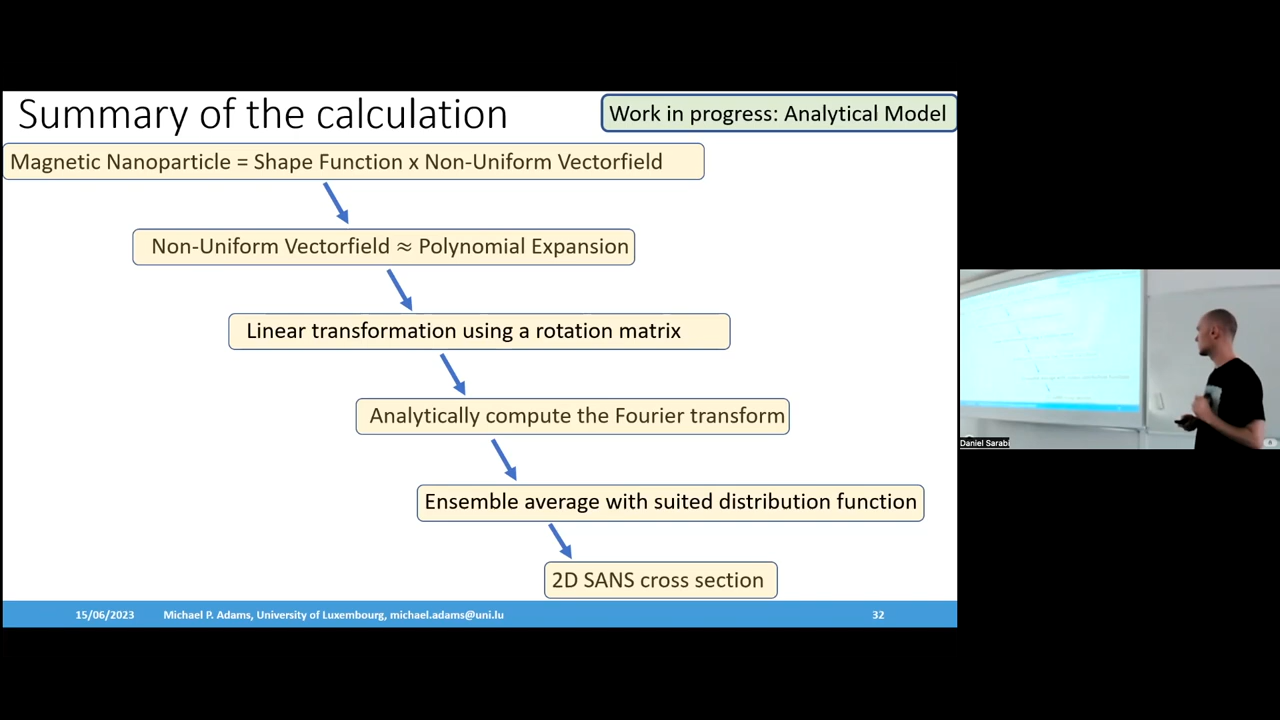 Summary of the calculation
Work in progress: Analytical Model
Magnetic Nanoparticle = Shape Function x Non-Uniform Vectorfield
Non-Uniform Vectorfield ≈ Polynomial Expansion
Linear transformation using a rotation matrix
Analytically compute the Fourier transform
Ensemble average with suited distribution function
2D SANS cross section
15/06/2023 Michael P. Adams, University of Luxembourg, michael.adams@uni.lu 32
Daniel Sarabi